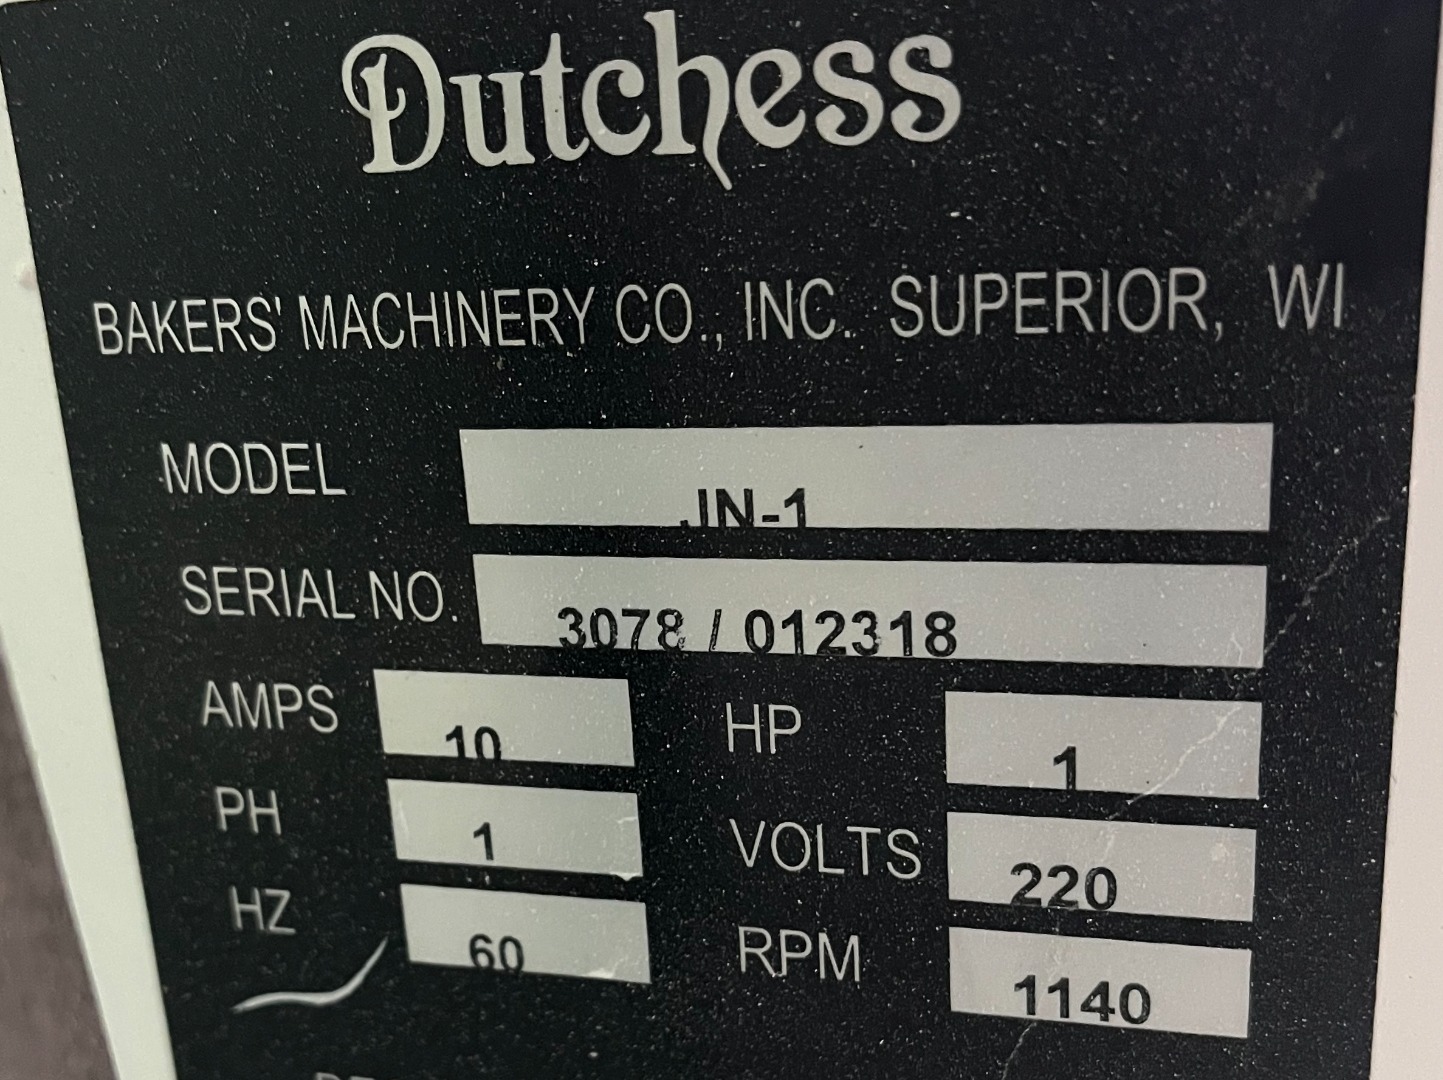 Dutchess
BAKERS' MACHINERY CO., INC. SUPERIOR, WI
MODEL JN-1
SERIAL NO. 3078 / 012318
AMPS 10 HP 1
PH 1 VOLTS 220
HZ 60 RPM 1140